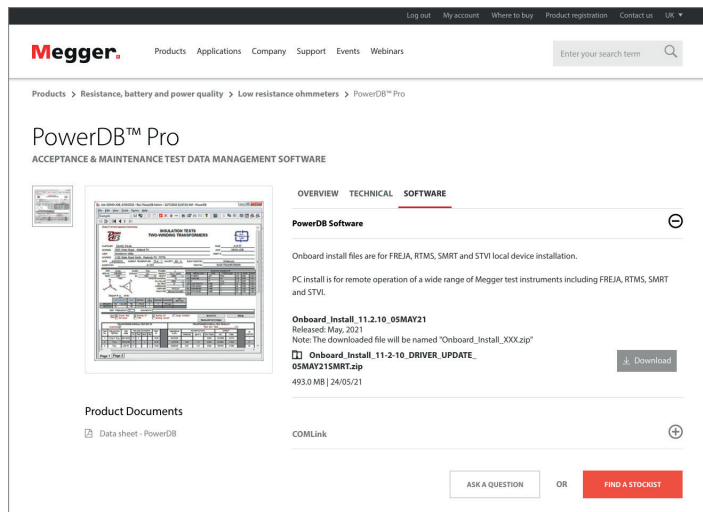 Log out My account Where to buy Product registration Contact us UK ▼
Megger.
Products Applications Company Support Events Webinars
Enter your search term
Products > Resistance, battery and power quality > Low resistance ohmmeters > PowerDB™ Pro
PowerDB™ Pro
ACCEPTANCE & MAINTENANCE TEST DATA MANAGEMENT SOFTWARE
OVERVIEW TECHNICAL SOFTWARE
PowerDB Software
Onboard install files are for FREJA, RTMS, SMRT and STVI local device installation.
PC install is for remote operation of a wide range of Megger test instruments including FREJA, RTMS, SMRT
and STVI.
Onboard_Install_11.2.10_05MAY21
Released: May, 2021
Note: The downloaded file will be named "Onboard_Install_XXX.zip"
Onboard_Install_11-2-10_DRIVER_UPDATE_
05MAY21SMRT.zip
Download
493.0 MB | 24/05/21
INSULATION TESTS
TWO-WINDING TRANSFORMERS
Page 1 Page 2
Product Documents
Data sheet - PowerDB
COMLink
ASK A QUESTION OR FIND A STOCKIST